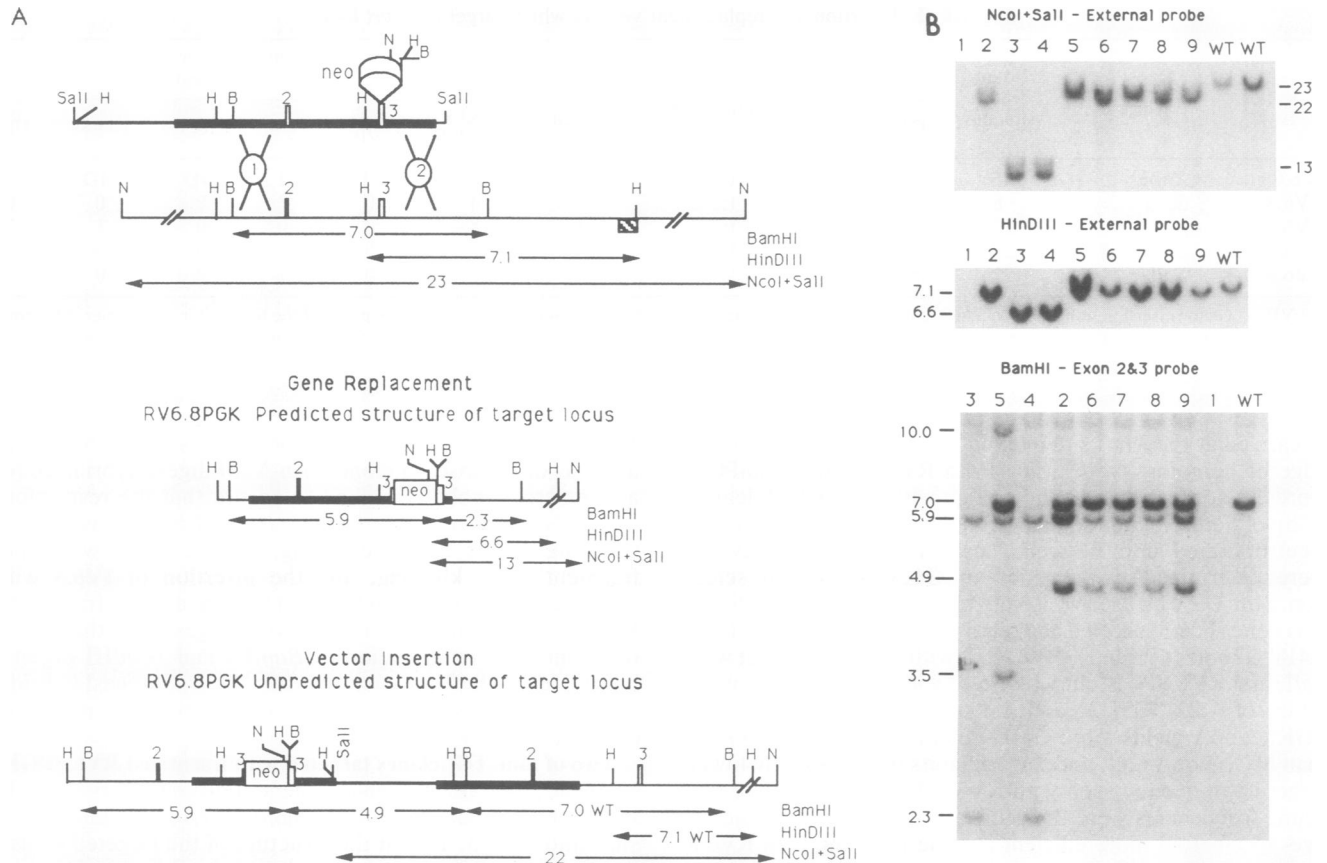 A
N H B
neo
SalI H H B 2 H 3 SalI
1 2
N H B 2 H 3 B H N
7.0 BamHI
7.1 HinDIII
23 NcoI+SalI
Gene Replacement
RV6.8PGK Predicted structure of target locus
N H B
H B 2 H 3 neo 3 B H N
5.9 2.3 BamHI
6.6 HinDIII
13 NcoI+SalI
Vector Insertion
RV6.8PGK Unpredicted structure of target locus
N H B SalI
H B 2 H 3 neo 3 H H B 2 H 3 B H N
5.9 4.9 7.0 WT BamHI
7.1 WT HinDIII
22 NcoI+SalI
B
NcoI+SalI - External probe
1 2 3 4 5 6 7 8 9 WT WT
23
22
13
HinDIII - External probe
1 2 3 4 5 6 7 8 9 WT
7.1
6.6
BamHI - Exon 2&3 probe
3 5 4 2 6 7 8 9 1 WT
10.0
7.0
5.9
4.9
3.5
2.3